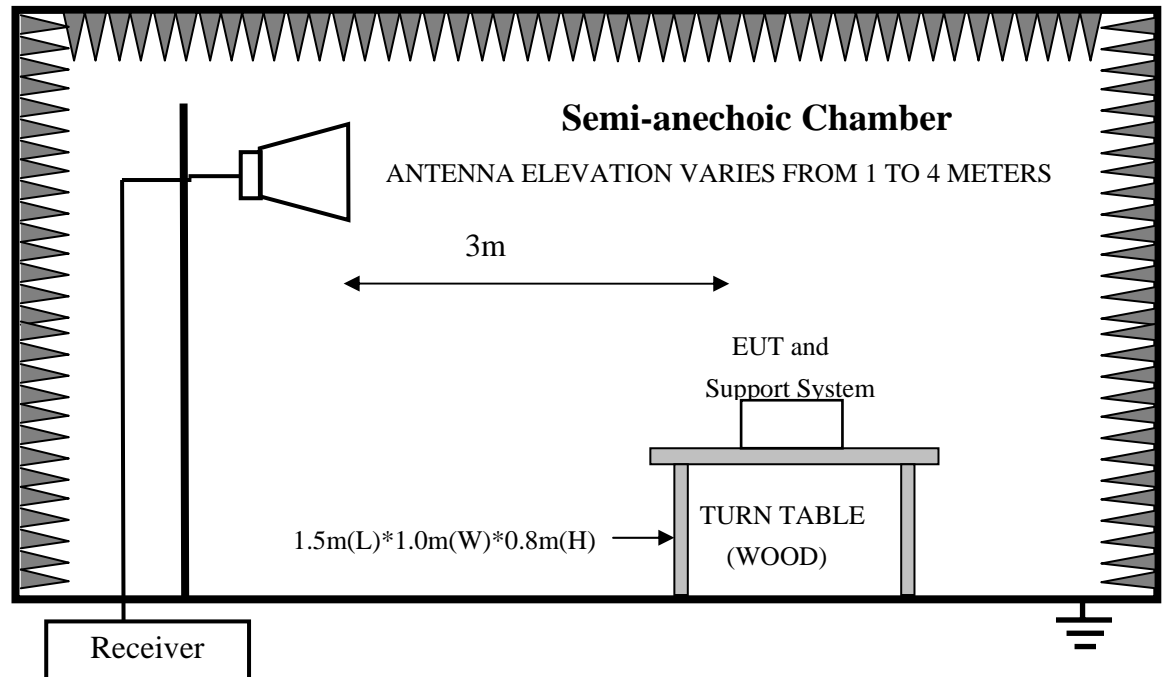 Semi-anechoic Chamber
ANTENNA ELEVATION VARIES FROM 1 TO 4 METERS
3m
EUT and
Support System
TURN TABLE
(WOOD)
1.5m(L)*1.0m(W)*0.8m(H)
Receiver